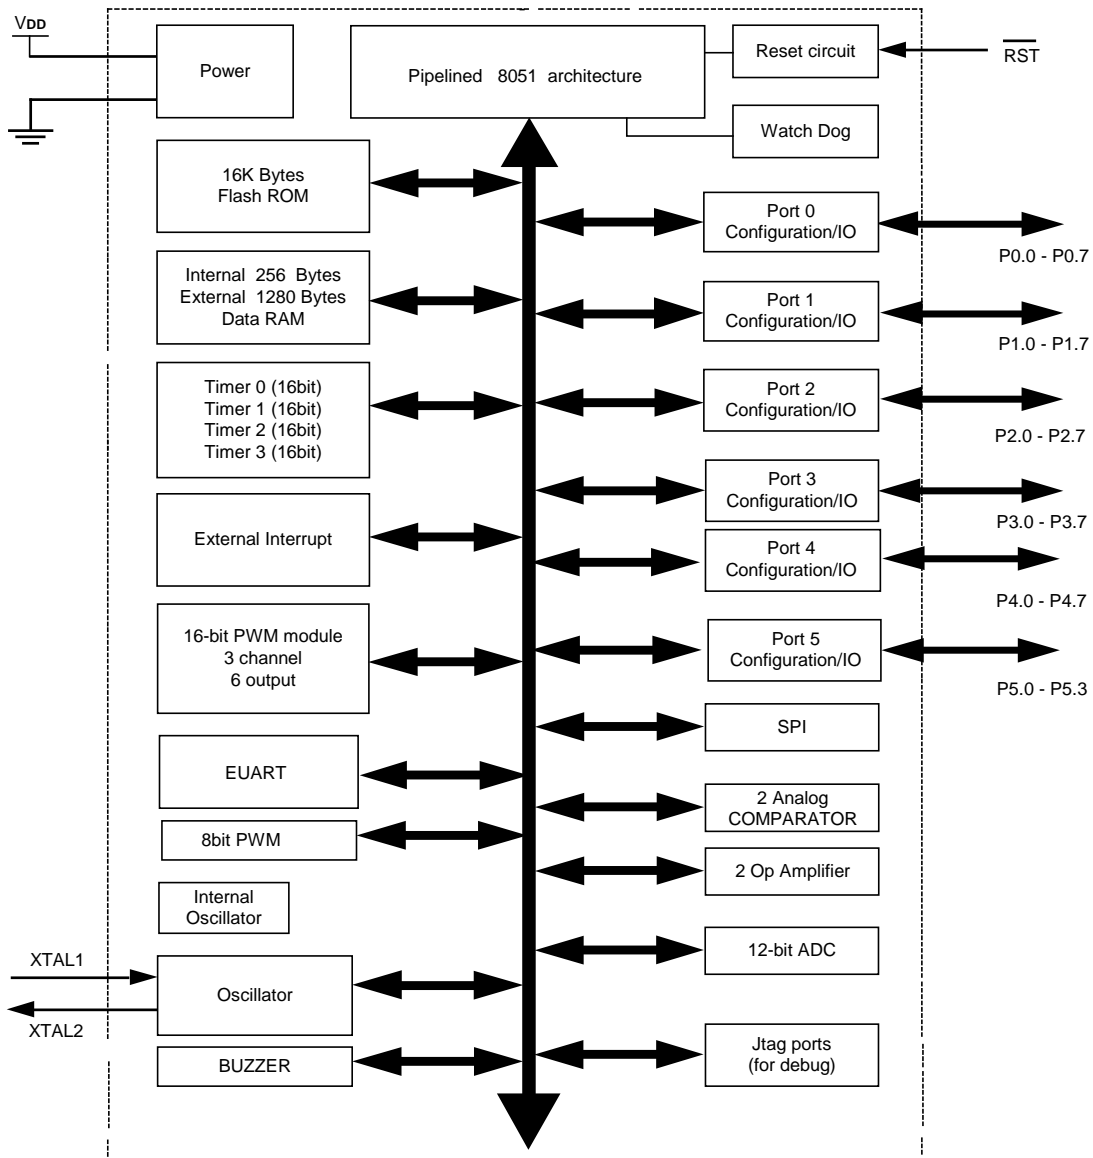 VDD
Power
Pipelined 8051 architecture
Reset circuit
RST
Watch Dog
16K Bytes
Flash ROM
Port 0
Configuration/IO
P0.0 - P0.7
Internal 256 Bytes
External 1280 Bytes
Data RAM
Port 1
Configuration/IO
P1.0 - P1.7
Timer 0 (16bit)
Timer 1 (16bit)
Timer 2 (16bit)
Timer 3 (16bit)
Port 2
Configuration/IO
P2.0 - P2.7
Port 3
Configuration/IO
P3.0 - P3.7
External Interrupt
Port 4
Configuration/IO
P4.0 - P4.7
16-bit PWM module
3 channel
6 output
Port 5
Configuration/IO
P5.0 - P5.3
SPI
EUART
2 Analog
COMPARATOR
8bit PWM
2 Op Amplifier
Internal
Oscillator
12-bit ADC
XTAL1
Oscillator
XTAL2
Jtag ports
(for debug)
BUZZER